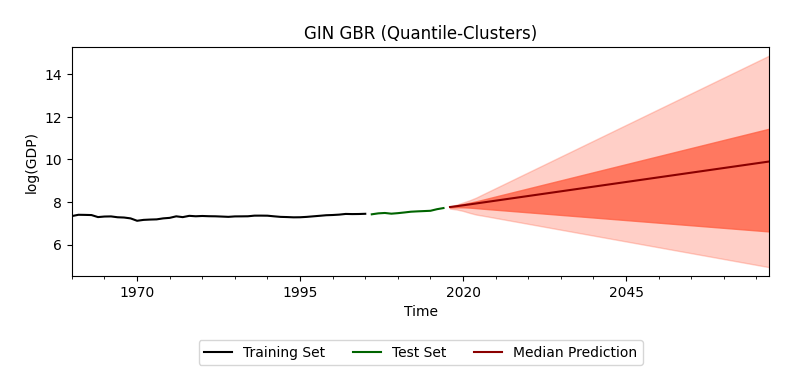 GIN GBR (Quantile-Clusters)
14
12
10
8
6
log(GDP)
1970 1995 2020 2045
Time
Training Set Test Set Median Prediction